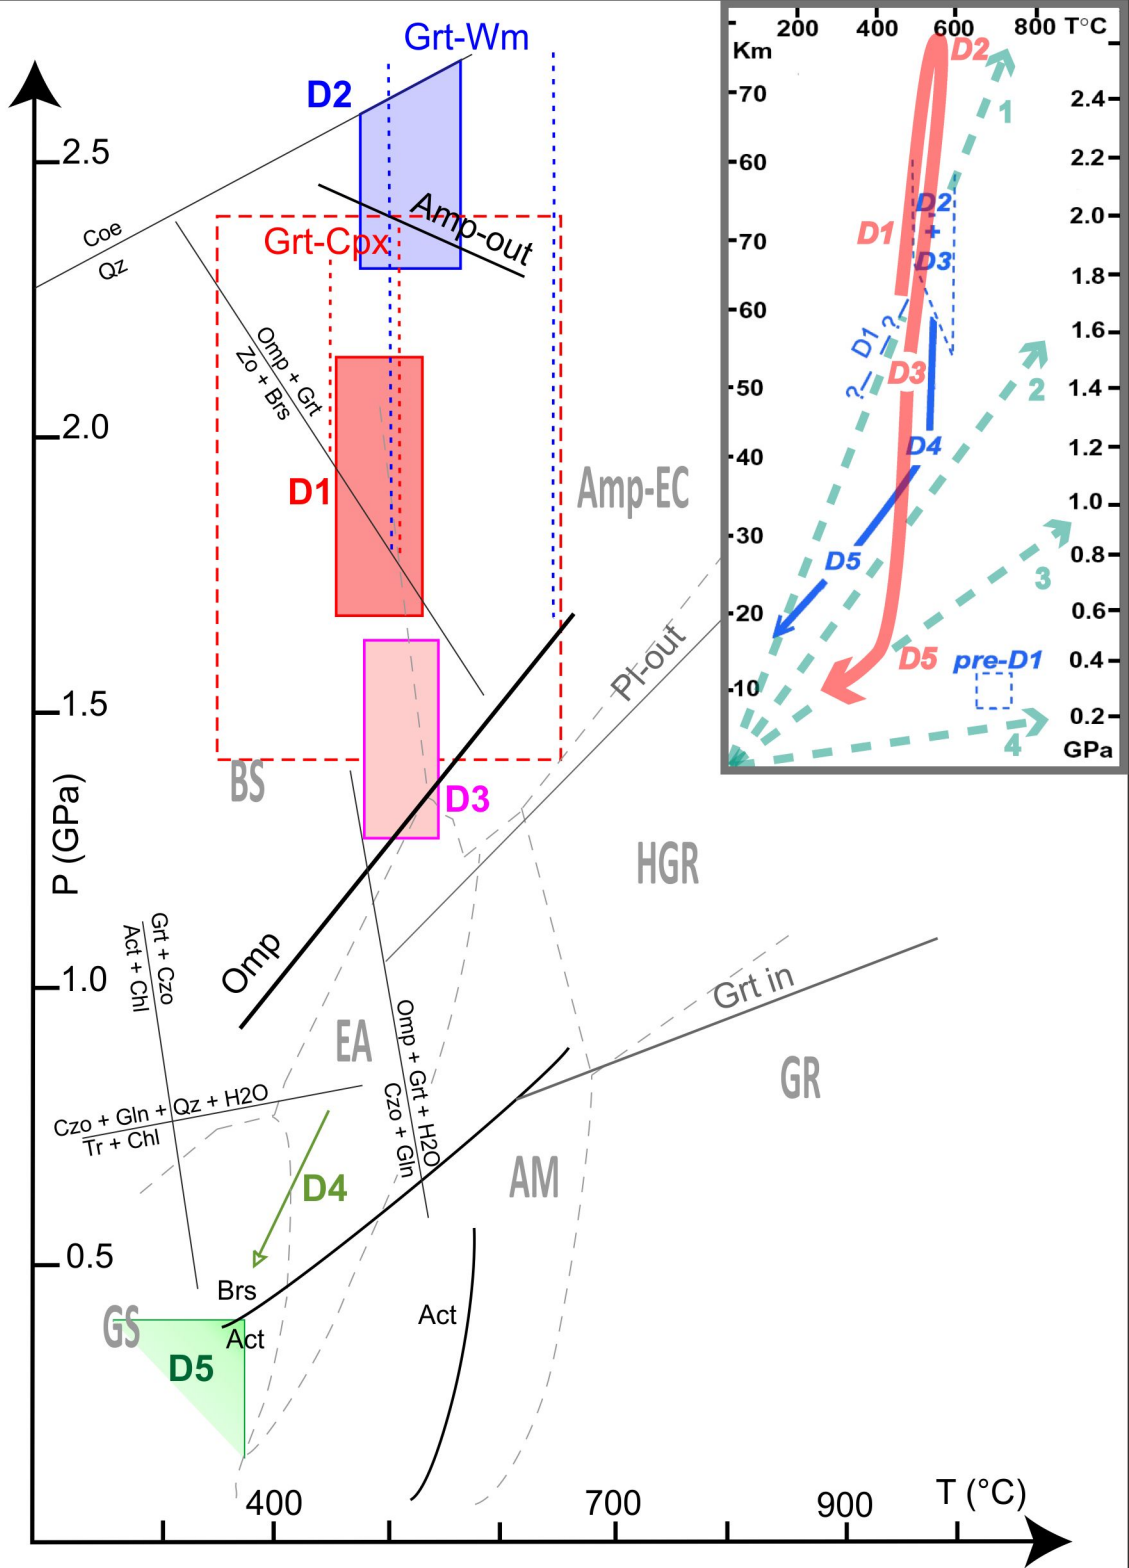 Grt-Wm
D2
2.5
Amp-out
Grt-Cpx
Coe
Qz
Omp + Grt
Zo + Brs
2.0
D1
Amp-EC
Pl-out
1.5
BS
D3
P (GPa)
HGR
Grt + Czo
Act + Chl
Omp
1.0
Grt in
EA
Omp + Grt + H2O
Czo + Gln
GR
Czo + Gln + Qz + H2O
Tr + Chl
D4
AM
0.5
Brs
Act
Act
GS
D5
400
700
900
T (°C)
200
400
600
800
T°C
Km
D2
1
70
2.4
60
2.2
D2
+
D3
2.0
D1
70
1.8
60
?
D1
?
1.6
D3
50
2
1.4
D4
40
1.2
1.0
30
D5
3
0.8
20
0.6
D5
pre-D1
0.4
10
0.2
4
GPa